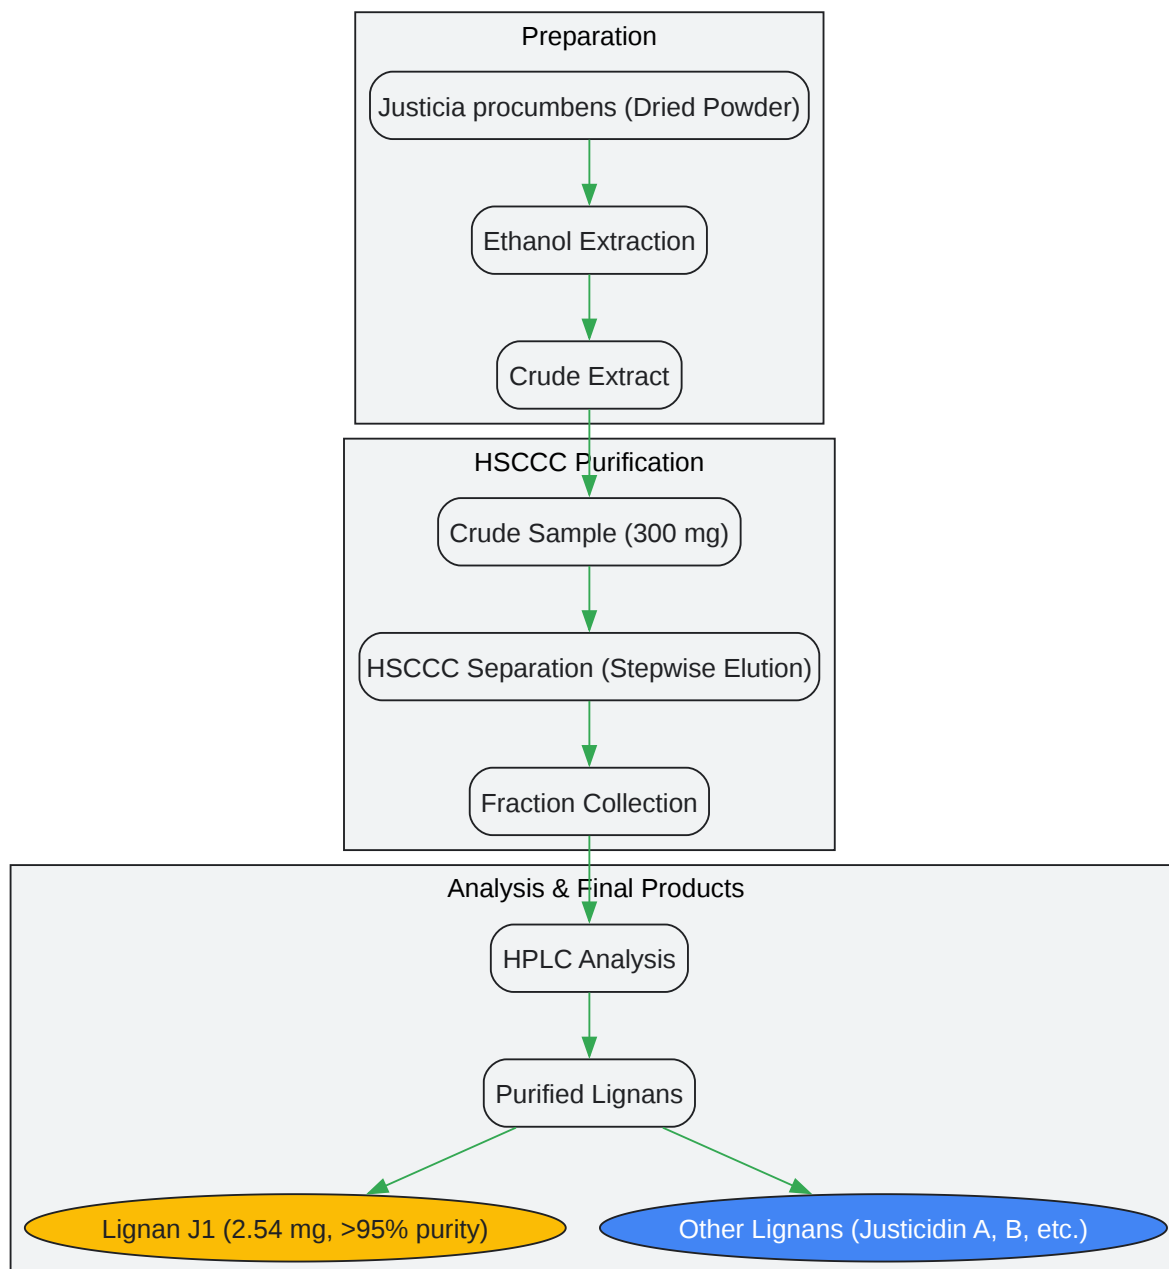 Preparation
Justicia procumbens (Dried Powder)
Ethanol Extraction
Crude Extract
HSCCC Purification
Crude Sample (300 mg)
HSCCC Separation (Stepwise Elution)
Fraction Collection
Analysis & Final Products
HPLC Analysis
Purified Lignans
Lignan J1 (2.54 mg, >95% purity)
Other Lignans (Justicidin A, B, etc.)